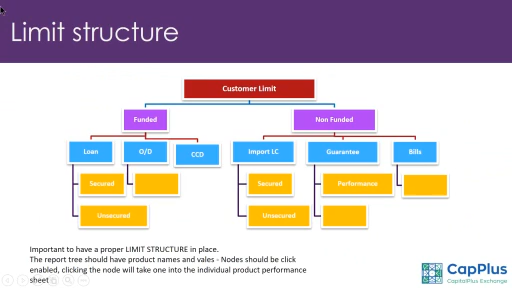 Limit structure
Customer Limit
Funded
Non Funded
Loan
O/D
CCD
Import LC
Guarantee
Bills
Secured
Secured
Performance
Unsecured
Unsecured
Important to have a proper LIMIT STRUCTURE in place.
The report tree should have product names and vales - Nodes should be click
enabled, clicking the node will take one into the individual product performance
sheet
CapPlus
CapitalPlus Exchange